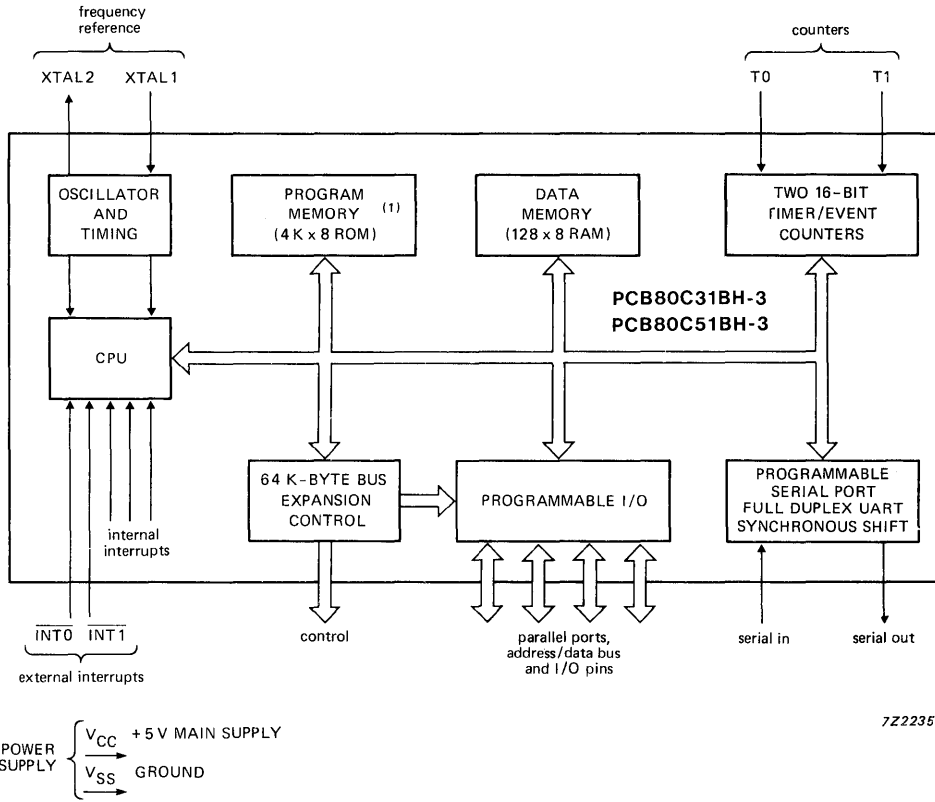 frequency
reference
counters
XTAL2 XTAL1
T0 T1
OSCILLATOR
AND
TIMING
PROGRAM
MEMORY (1)
(4K x 8 ROM)
DATA
MEMORY
(128 x 8 RAM)
TWO 16-BIT
TIMER/EVENT
COUNTERS
PCB80C31BH-3
PCB80C51BH-3
CPU
64 K-BYTE BUS
EXPANSION
CONTROL
PROGRAMMABLE I/O
PROGRAMMABLE
SERIAL PORT
FULL DUPLEX UART
SYNCHRONOUS SHIFT
internal
interrupts
INT0 INT1
external interrupts
control
parallel ports,
address/data bus
and I/O pins
serial in
serial out
7Z2235
POWER
SUPPLY
VCC +5 V MAIN SUPPLY
VSS GROUND